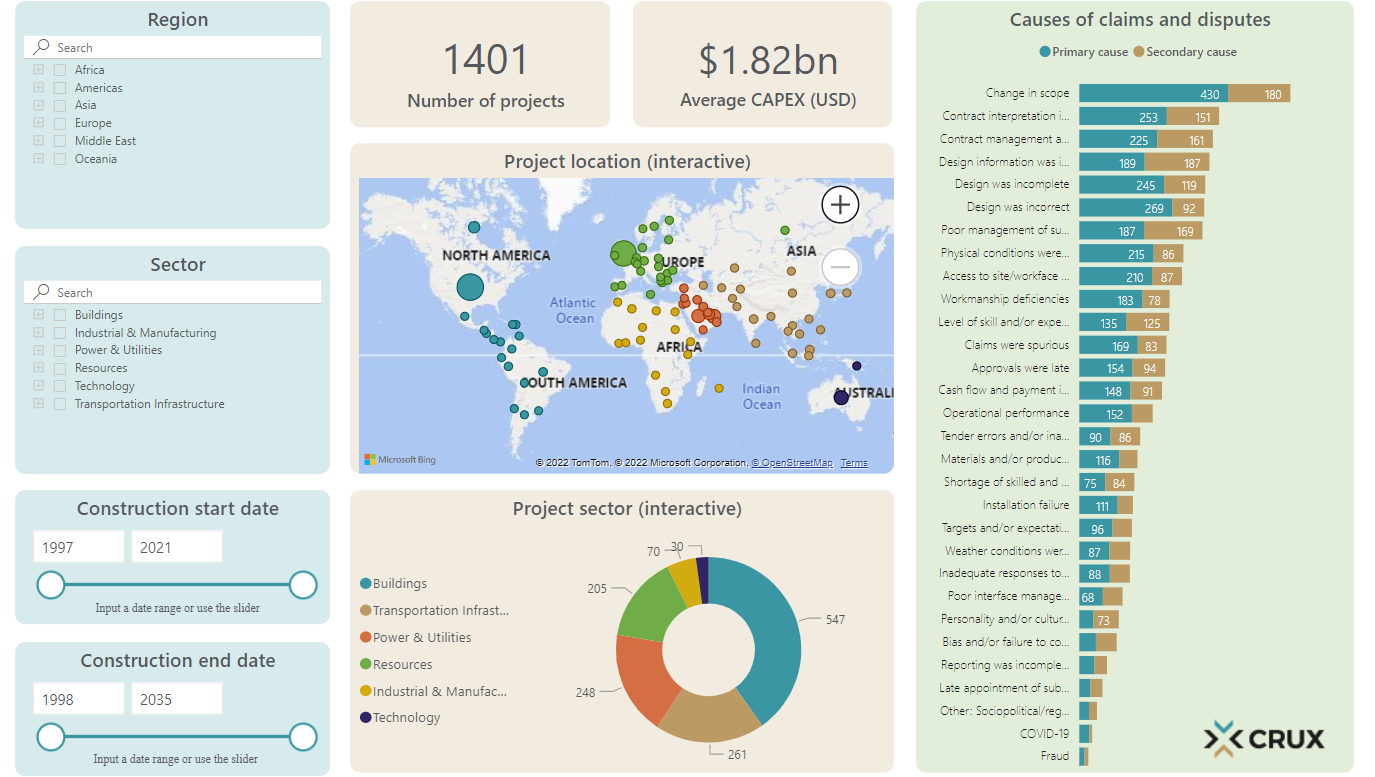 Region
Search
Africa
Americas
Asia
Europe
Middle East
Oceania
Sector
Search
Buildings
Industrial & Manufacturing
Power & Utilities
Resources
Technology
Transportation Infrastructure
Construction start date
1997 2021
Input a date range or use the slider
Construction end date
1998 2035
Input a date range or use the slider
1401
Number of projects
$1.82bn
Average CAPEX (USD)
Project location (interactive)
NORTH AMERICA
EUROPE
ASIA
Atlantic
Ocean
AFRICA
SOUTH AMERICA
Indian
Ocean
AUSTRALI
Microsoft Bing
© 2022 TomTom, © 2022 Microsoft Corporation, © OpenStreetMap Terms
Project sector (interactive)
Buildings
Transportation Infrast...
Power & Utilities
Resources
Industrial & Manufac...
Technology
70
30
205
547
248
261
Causes of claims and disputes
Primary cause Secondary cause
Change in scope 430 180
Contract interpretation i... 253 151
Contract management a... 225 161
Design information was i... 189 187
Design was incomplete 245 119
Design was incorrect 269 92
Poor management of su... 187 169
Physical conditions were... 215 86
Access to site/workface ... 210 87
Workmanship deficiencies 183 78
Level of skill and/or expe... 135 125
Claims were spurious 169 83
Approvals were late 154 94
Cash flow and payment i... 148 91
Operational performance 152
Tender errors and/or ina... 90 86
Materials and/or produc... 116
Shortage of skilled and ... 75 84
Installation failure 111
Targets and/or expectati... 96
Weather conditions wer... 87
Inadequate responses to... 88
Poor interface manage... 68
Personality and/or cultur... 73
Bias and/or failure to co...
Reporting was incomple...
Late appointment of sub...
Other: Sociopolitical/reg...
COVID-19
Fraud
CRUX